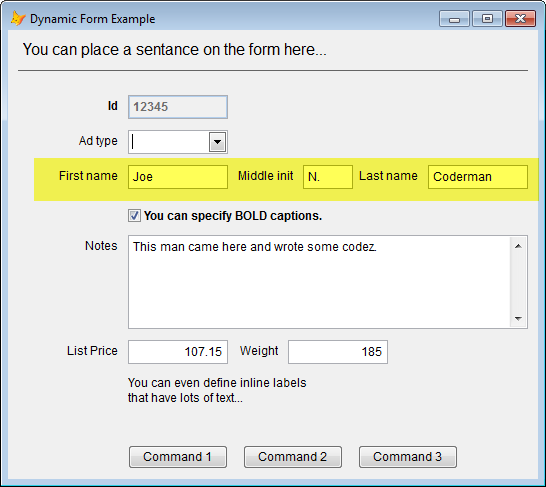 Dynamic Form Example
You can place a sentence on the form here...
Id 12345
Ad type
First name Joe Middle init N. Last name Coderman
You can specify BOLD captions.
Notes This man came here and wrote some codez.
List Price 107.15 Weight 185
You can even define inline labels
that have lots of text...
Command 1 Command 2 Command 3